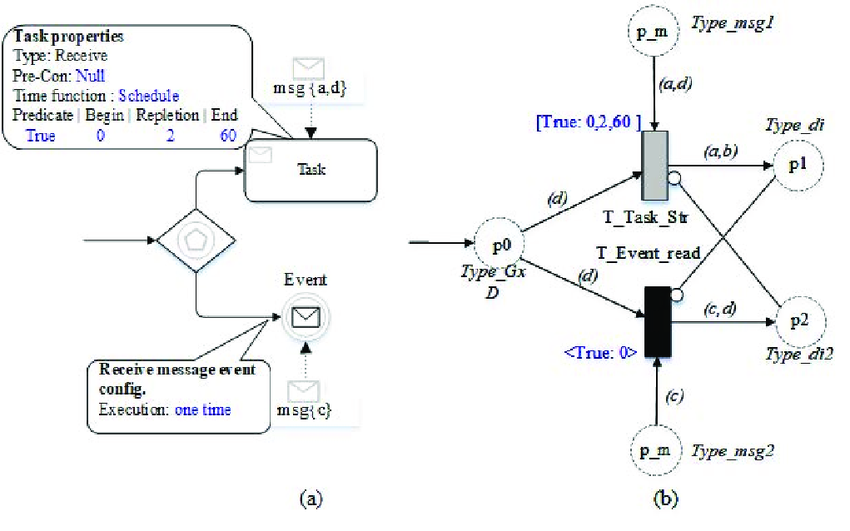 Task properties
Type: Receive
Pre-Con: Null
Time function : Schedule
Predicate | Begin | Repletion | End
True 0 2 60
msg{a,d}
Task
Event
Receive message event
config.
Execution: one time
msg{c}
(a)
p_m
Type_msg1
(a,d)
[True: 0,2,60 ]
Type_di
(a,b)
p1
(d)
T_Task_Str
p0
T_Event_read
Type_Gx
D
(d)
(c,d)
p2
<True: 0>
Type_di2
(c)
p_m
Type_msg2
(b)